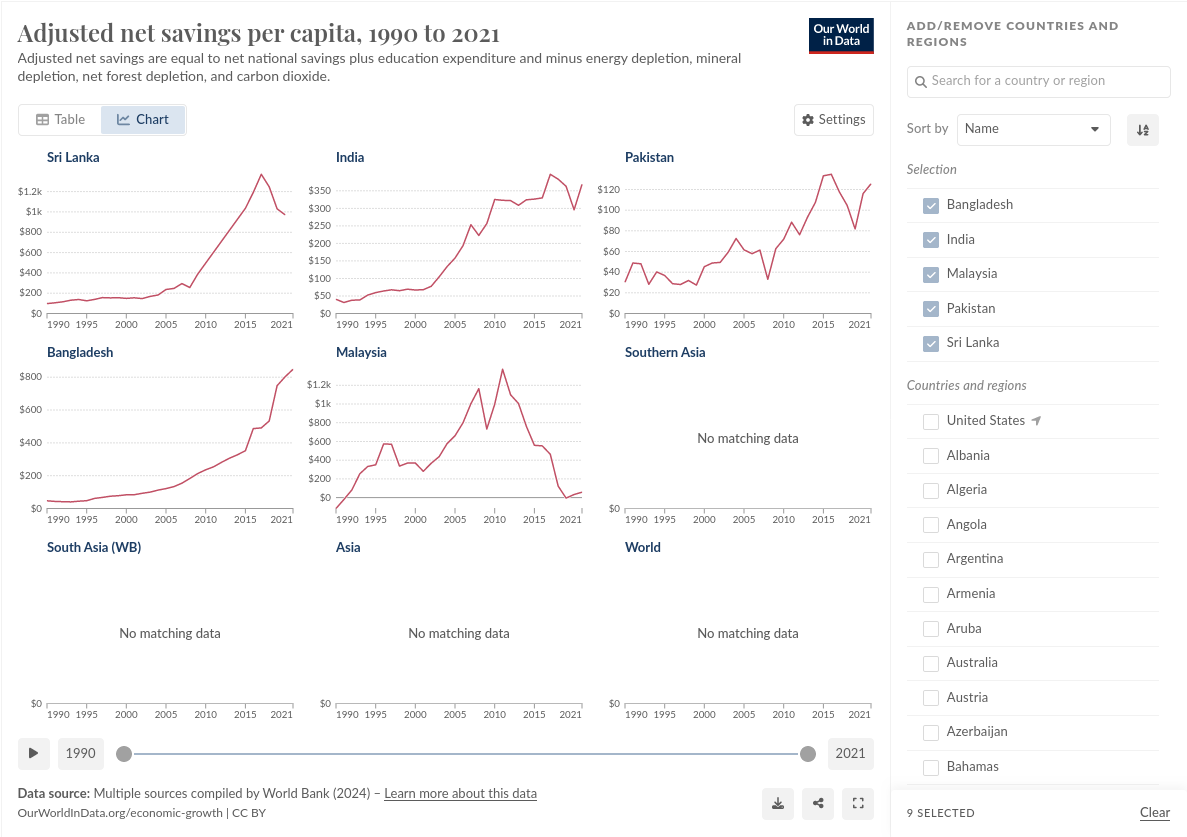 Adjusted net savings per capita, 1990 to 2021
Adjusted net savings are equal to net national savings plus education expenditure and minus energy depletion, mineral
depletion, net forest depletion, and carbon dioxide.
Our World
in Data
Table
Chart
Settings
Sri Lanka
$1.2k
$1k
$800
$600
$400
$200
$0
1990 1995 2000 2005 2010 2015 2021
India
$350
$300
$250
$200
$150
$100
$50
$0
1990 1995 2000 2005 2010 2015 2021
Pakistan
$120
$100
$80
$60
$40
$20
$0
1990 1995 2000 2005 2010 2015 2021
Bangladesh
$800
$600
$400
$200
$0
1990 1995 2000 2005 2010 2015 2021
Malaysia
$1.2k
$1k
$800
$600
$400
$200
$0
1990 1995 2000 2005 2010 2015 2021
Southern Asia
No matching data
$0
1990 1995 2000 2005 2010 2015 2021
South Asia (WB)
No matching data
$0
1990 1995 2000 2005 2010 2015 2021
Asia
No matching data
$0
1990 1995 2000 2005 2010 2015 2021
World
No matching data
$0
1990 1995 2000 2005 2010 2015 2021
1990
2021
Data source: Multiple sources compiled by World Bank (2024) – Learn more about this data
OurWorldInData.org/economic-growth | CC BY
ADD/REMOVE COUNTRIES AND
REGIONS
Search for a country or region
Sort by
Name
Selection
Bangladesh
India
Malaysia
Pakistan
Sri Lanka
Countries and regions
United States
Albania
Algeria
Angola
Argentina
Armenia
Aruba
Australia
Austria
Azerbaijan
Bahamas
9 SELECTED
Clear